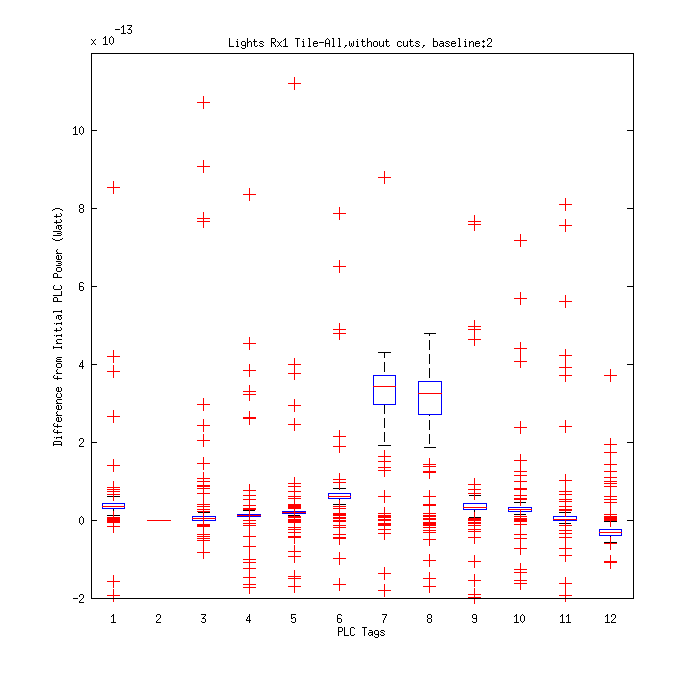 x 10^-13
Lights Rx1 Tile-All,without cuts, baseline:2
10
8
6
4
2
0
-2
Difference from Initial PLC Power (Watt)
1 2 3 4 5 6 7 8 9 10 11 12
PLC Tags